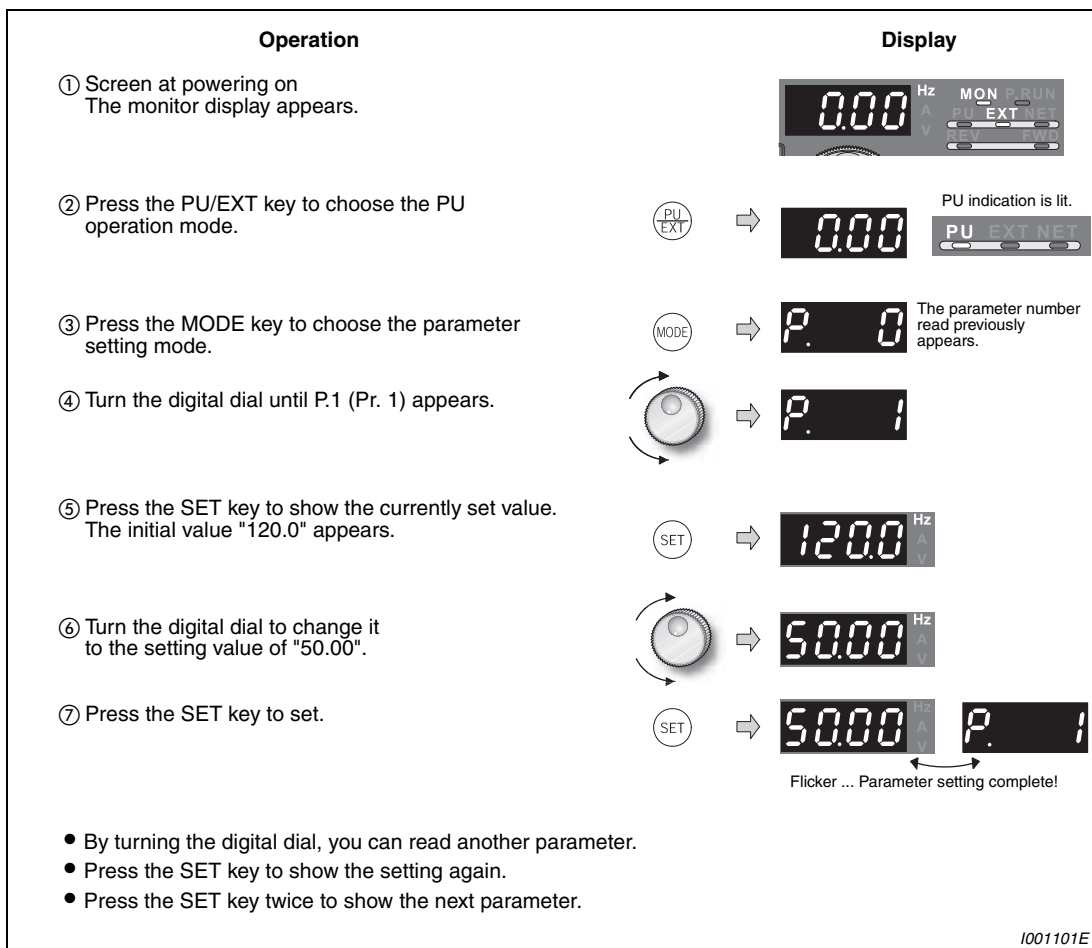 Operation Display
① Screen at powering on
The monitor display appears.
0.00 Hz MON P.RUN
A PU EXT NET
V REV FWD
② Press the PU/EXT key to choose the PU
operation mode.
PU
EXT
0.00
PU indication is lit.
PU EXT NET
③ Press the MODE key to choose the parameter
setting mode.
MODE
P. 0
The parameter number
read previously
appears.
④ Turn the digital dial until P.1 (Pr. 1) appears.
P. 1
⑤ Press the SET key to show the currently set value.
The initial value "120.0" appears.
SET
120.0 Hz
A
V
⑥ Turn the digital dial to change it
to the setting value of "50.00".
50.00 Hz
A
V
⑦ Press the SET key to set.
SET
50.00 Hz
A
V
P. 1
Flicker ... Parameter setting complete!
• By turning the digital dial, you can read another parameter.
• Press the SET key to show the setting again.
• Press the SET key twice to show the next parameter.
I001101E